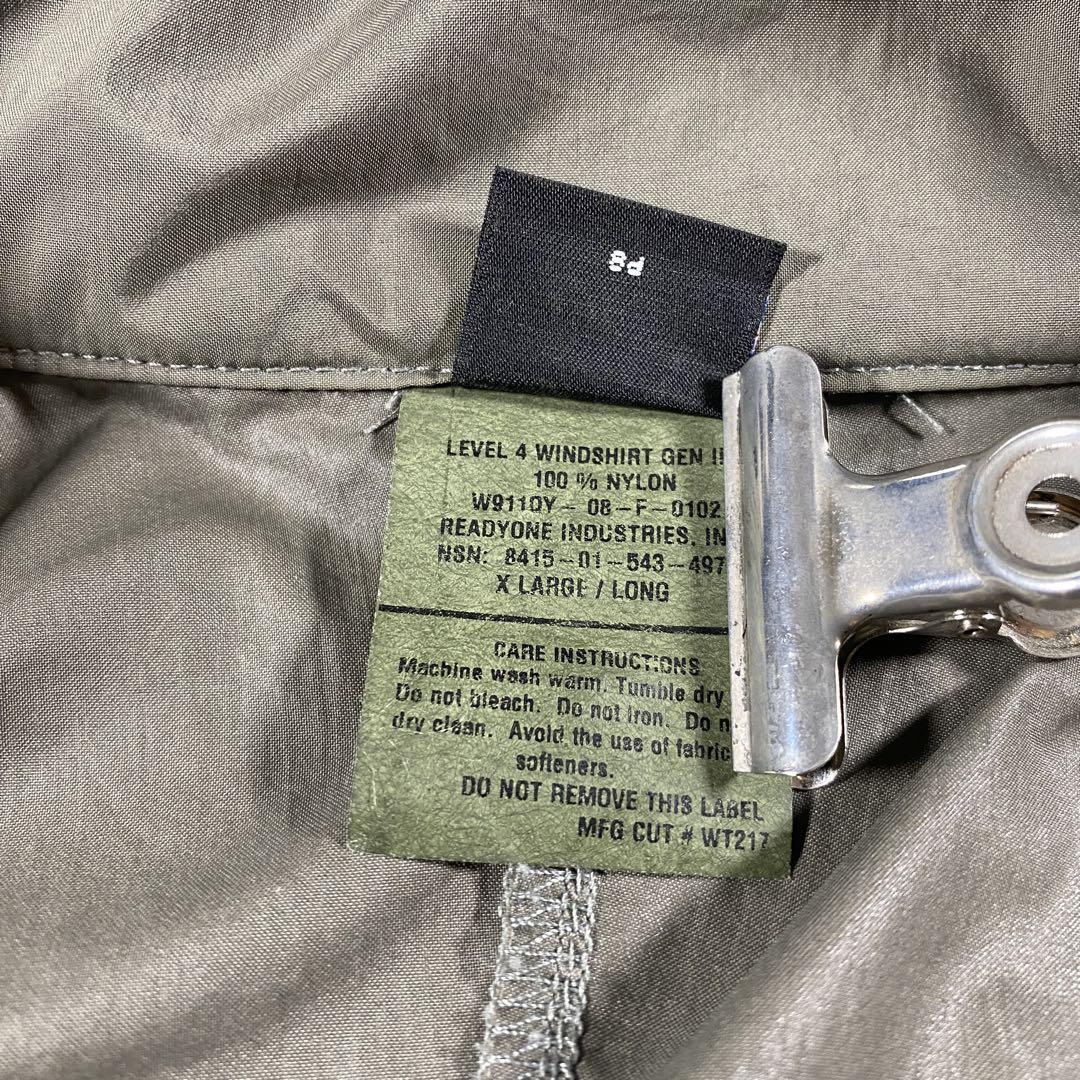 P8
LEVEL 4 WINDSHIRT GEN II
100 % NYLON
W911QY - 08 - F - 0102
READYONE INDUSTRIES, IN
NSN: 8415-01-543-497
X LARGE / LONG
CARE INSTRUCTIONS
Machine wash warm. Tumble dry
Do not bleach. Do not iron. Do n
dry clean. Avoid the use of fabric
softeners.
DO NOT REMOVE THIS LABEL
MFG CUT # WT217